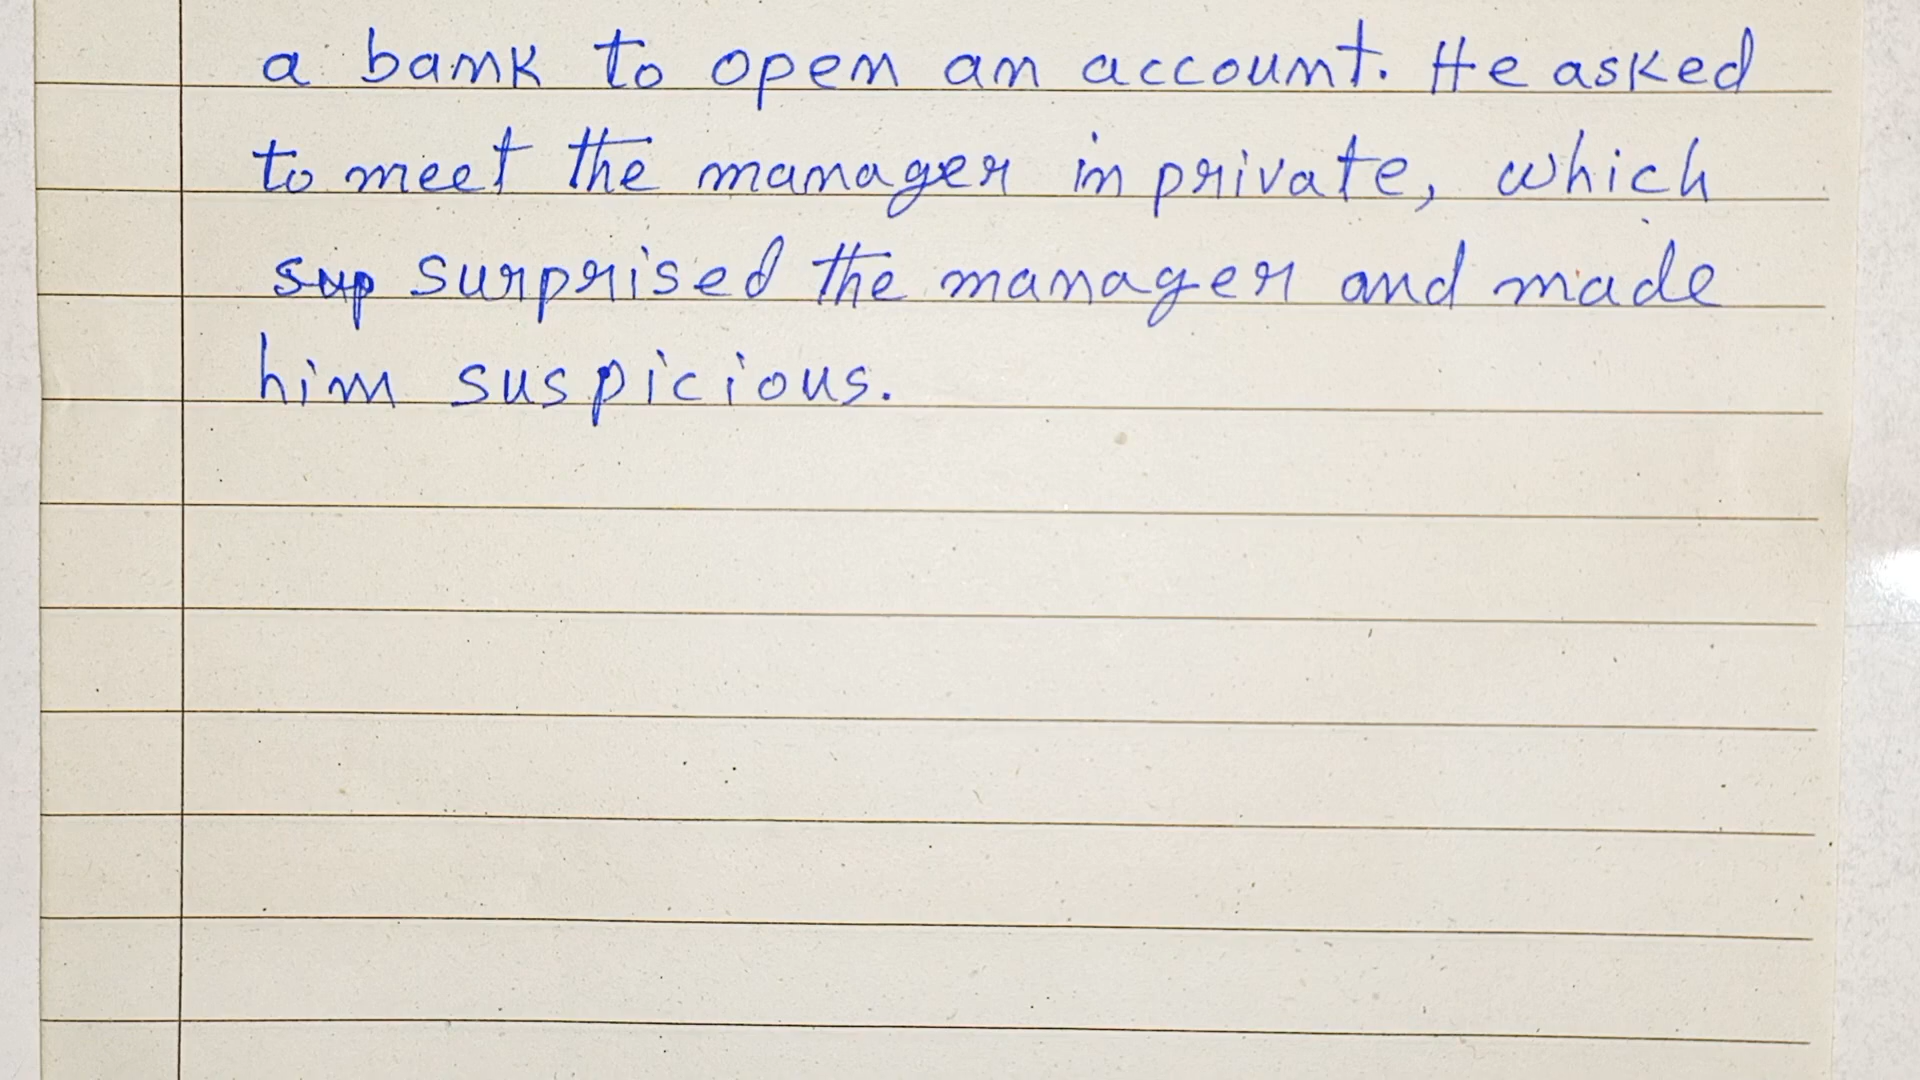 a bank to open an account. He asked
to meet the manager in private, which
sup surprised the manager and made
him suspicious.